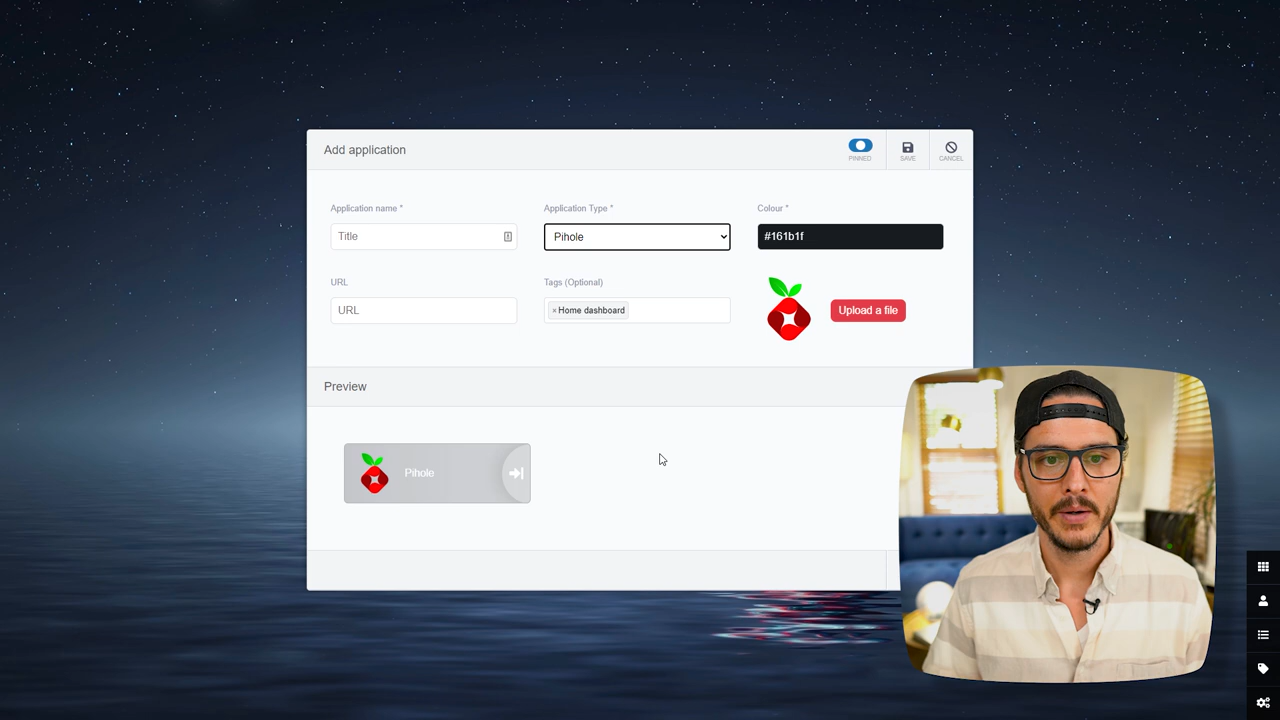 Add application
PINNED
SAVE
CANCEL
Application name *
Application Type *
Colour *
Title
Pihole
#161b1f
URL
Tags (Optional)
URL
× Home dashboard
Upload a file
Preview
Pihole